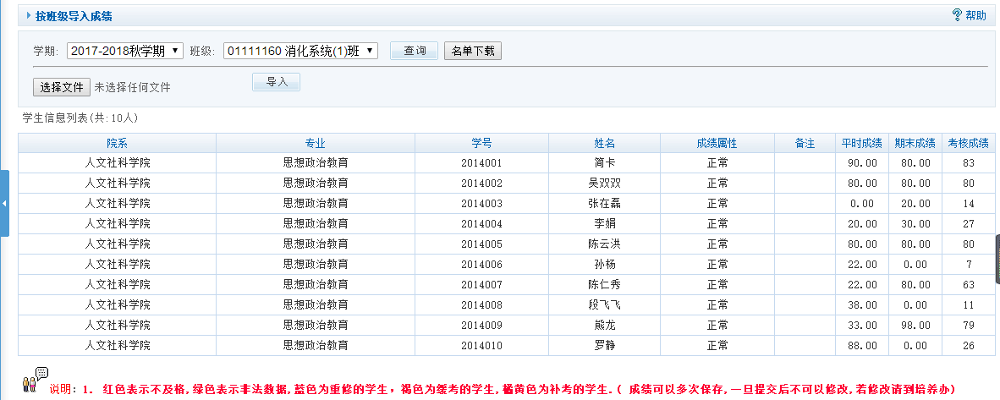 按班级导入成绩 帮助
学期: 2017-2018秋学期 班级: 01111160 消化系统(1)班 查询 名单下载
选择文件 未选择任何文件 导入
学生信息列表(共:10人)
院系 专业 学号 姓名 成绩属性 备注 平时成绩 期末成绩 考核成绩
人文社科学院 思想政治教育 2014001 简卡 正常 90.00 80.00 83
人文社科学院 思想政治教育 2014002 吴双双 正常 80.00 80.00 80
人文社科学院 思想政治教育 2014003 张在磊 正常 0.00 20.00 14
人文社科学院 思想政治教育 2014004 李娟 正常 20.00 30.00 27
人文社科学院 思想政治教育 2014005 陈云洪 正常 80.00 80.00 80
人文社科学院 思想政治教育 2014006 孙杨 正常 22.00 0.00 7
人文社科学院 思想政治教育 2014007 陈仁秀 正常 22.00 80.00 63
人文社科学院 思想政治教育 2014008 段飞飞 正常 38.00 0.00 11
人文社科学院 思想政治教育 2014009 熊龙 正常 33.00 98.00 79
人文社科学院 思想政治教育 2014010 罗静 正常 88.00 0.00 26
说明: 1. 红色表示不及格,绿色表示非法数据,蓝色为重修的学生，褐色为缓考的学生,橘黄色为补考的学生.( 成绩可以多次保存,一旦提交后不可以修改,若修改请到培养办)